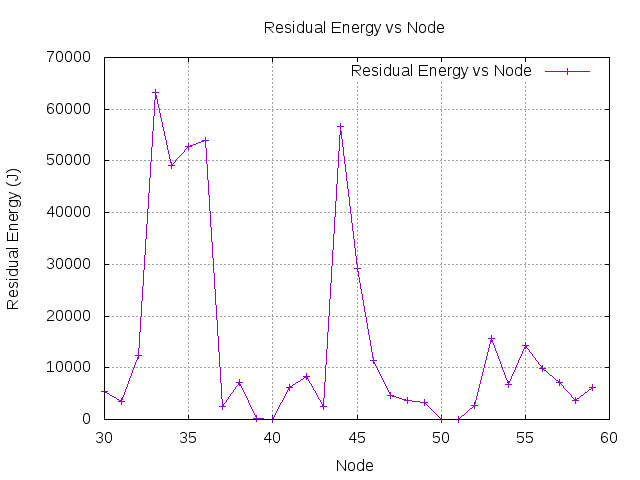 Residual Energy vs Node
Residual Energy vs Node
70000
60000
50000
40000
30000
20000
10000
0
Residual Energy (J)
30 35 40 45 50 55 60
Node